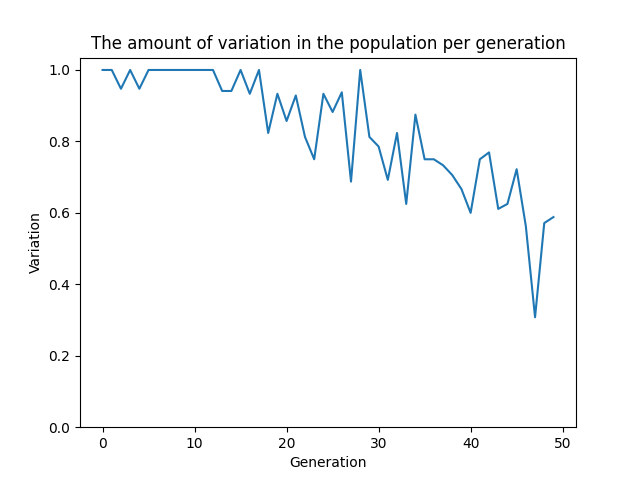 The amount of variation in the population per generation
1.0
0.8
0.6
0.4
0.2
0.0
Variation
0 10 20 30 40 50
Generation